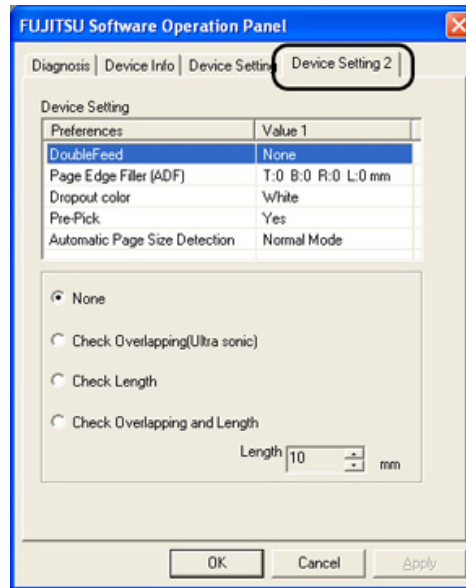 FUJITSU Software Operation Panel
Diagnosis Device Info Device Setting Device Setting 2
Device Setting
Preferences Value 1
DoubleFeed None
Page Edge Filler (ADF) T:0 B:0 R:0 L:0 mm
Dropout color White
Pre-Pick Yes
Automatic Page Size Detection Normal Mode
None
Check Overlapping(Ultra sonic)
Check Length
Check Overlapping and Length
Length 10 mm
OK Cancel Apply